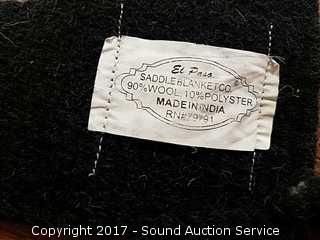 El Paso
SADDLEBLANKET CO.
90% WOOL, 10% POLYSTER
MADE IN INDIA
RN#79791
Copyright 2017 - Sound Auction Service